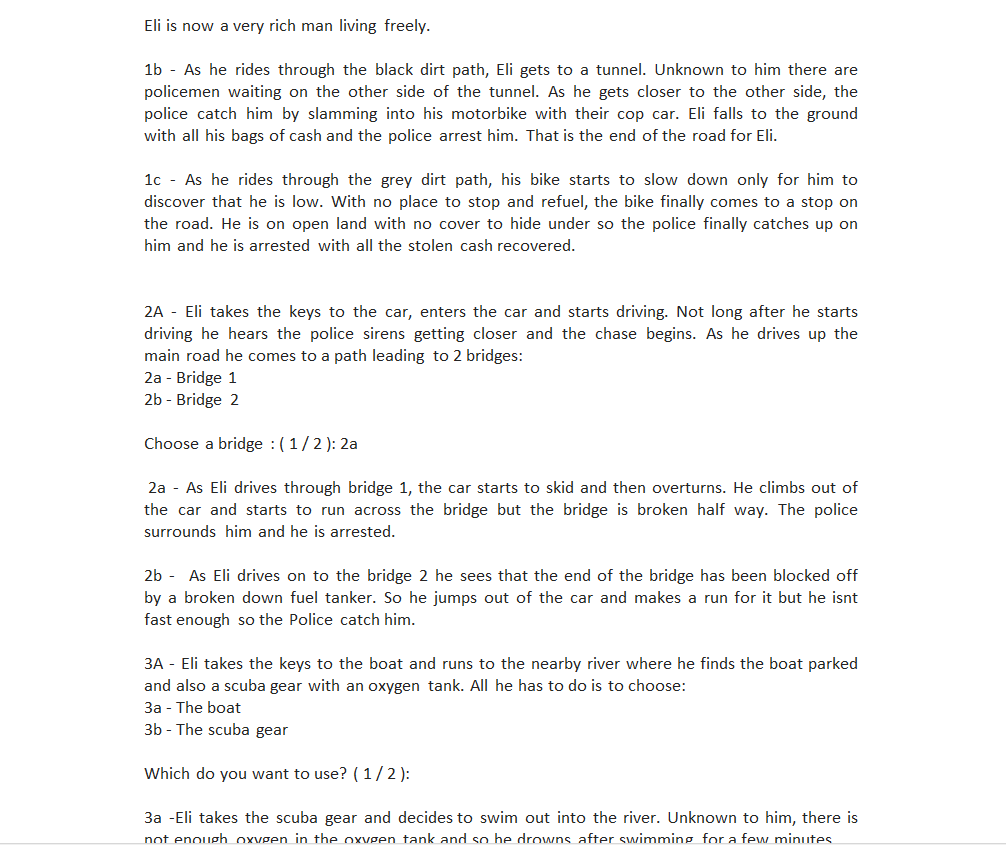 Eli is now a very rich man living freely.
1b - As he rides through the black dirt path, Eli gets to a tunnel. Unknown to him there are
policemen waiting on the other side of the tunnel. As he gets closer to the other side, the
police catch him by slamming into his motorbike with their cop car. Eli falls to the ground
with all his bags of cash and the police arrest him. That is the end of the road for Eli.
1c - As he rides through the grey dirt path, his bike starts to slow down only for him to
discover that he is low. With no place to stop and refuel, the bike finally comes to a stop on
the road. He is on open land with no cover to hide under so the police finally catches up on
him and he is arrested with all the stolen cash recovered.
2A - Eli takes the keys to the car, enters the car and starts driving. Not long after he starts
driving he hears the police sirens getting closer and the chase begins. As he drives up the
main road he comes to a path leading to 2 bridges:
2a - Bridge 1
2b - Bridge 2
Choose a bridge : ( 1 / 2 ): 2a
2a - As Eli drives through bridge 1, the car starts to skid and then overturns. He climbs out of
the car and starts to run across the bridge but the bridge is broken half way. The police
surrounds him and he is arrested.
2b - As Eli drives on to the bridge 2 he sees that the end of the bridge has been blocked off
by a broken down fuel tanker. So he jumps out of the car and makes a run for it but he isnt
fast enough so the Police catch him.
3A - Eli takes the keys to the boat and runs to the nearby river where he finds the boat parked
and also a scuba gear with an oxygen tank. All he has to do is to choose:
3a - The boat
3b - The scuba gear
Which do you want to use? ( 1 / 2 ):
3a -Eli takes the scuba gear and decides to swim out into the river. Unknown to him, there is
not enough oxygen in the oxygen tank and so he drowns after swimming for a few minutes